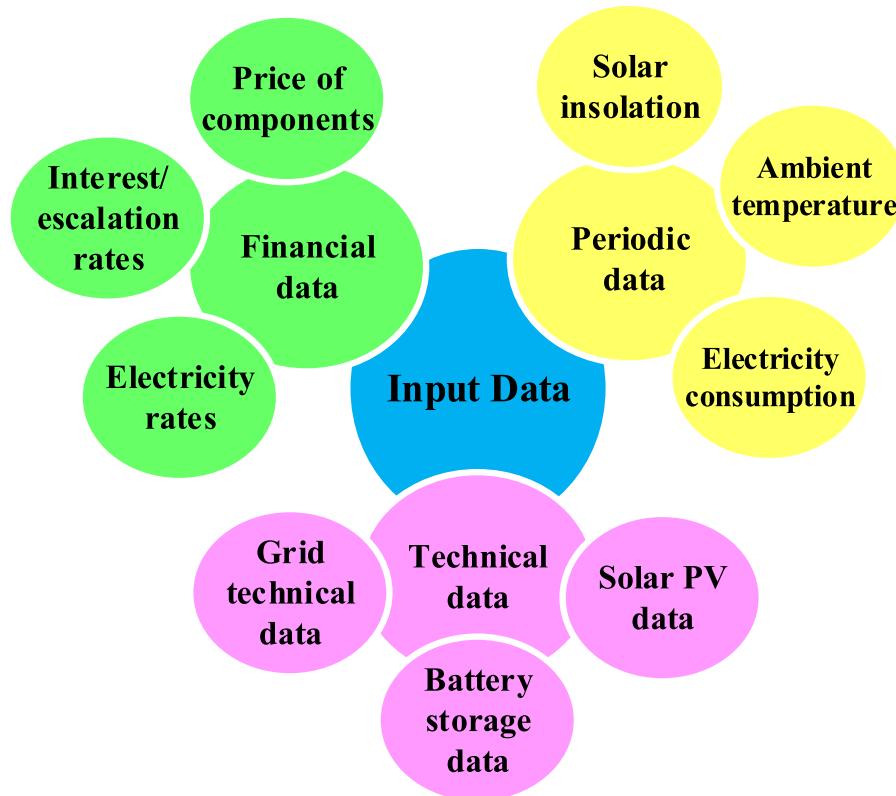 Price of
components
Interest/
escalation
rates
Financial
data
Electricity
rates
Solar
insolation
Ambient
temperature
Periodic
data
Electricity
consumption
Input Data
Grid
technical
data
Technical
data
Solar PV
data
Battery
storage
data